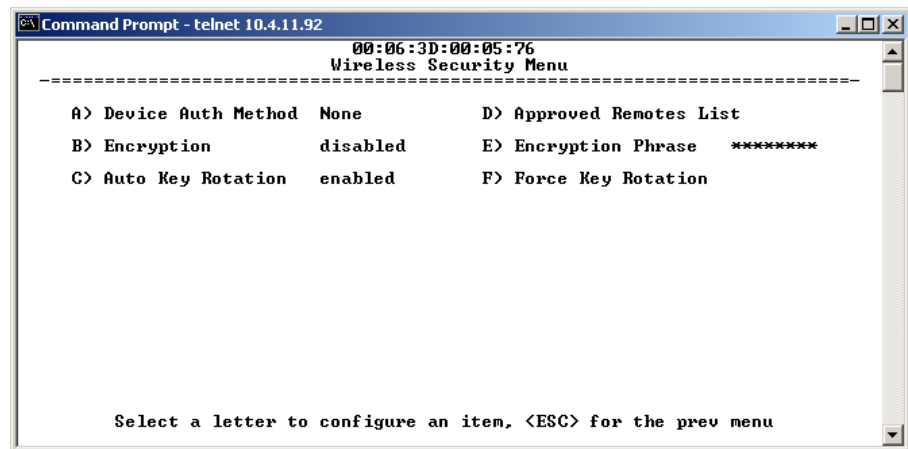 Command Prompt - telnet 10.4.11.92
00:06:3D:00:05:76
Wireless Security Menu
-==========================================================================-
A) Device Auth Method None D) Approved Remotes List
B) Encryption disabled E) Encryption Phrase ********
C) Auto Key Rotation enabled F) Force Key Rotation
Select a letter to configure an item, <ESC> for the prev menu